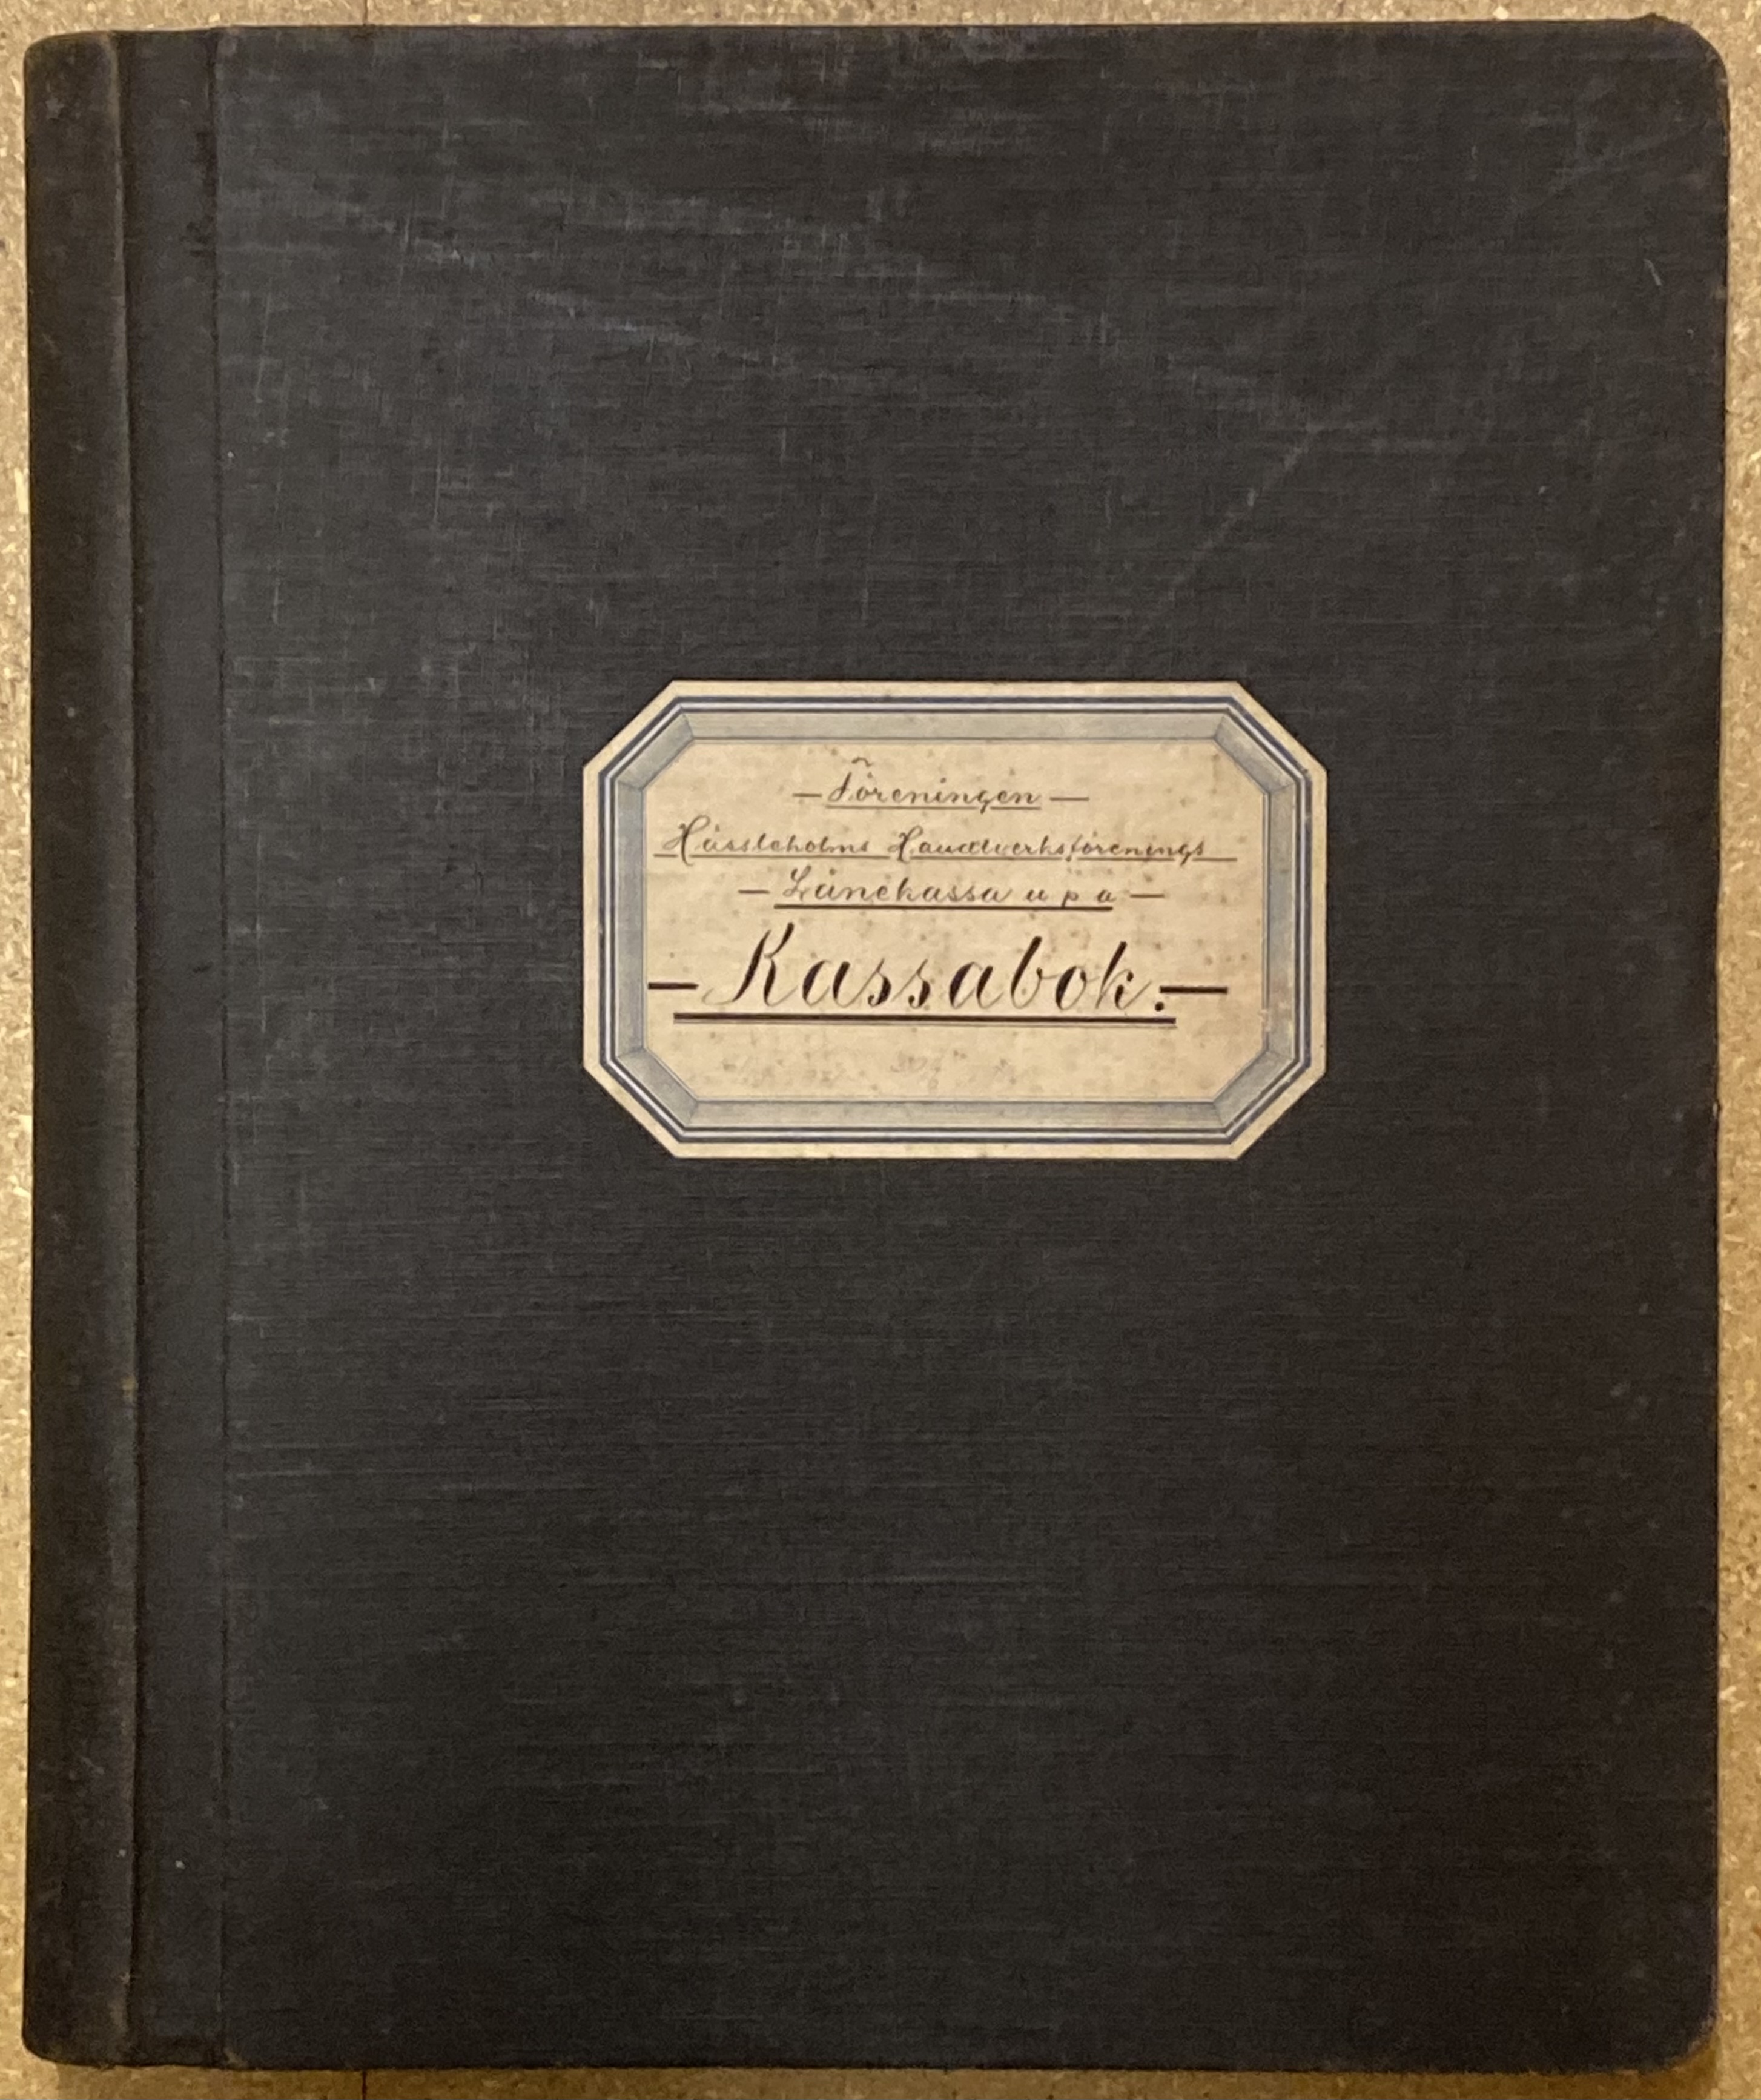 — Föreningen —
Hässleholms Handtverksförenings
— Lånekassa u p a —
— Kassabok. —